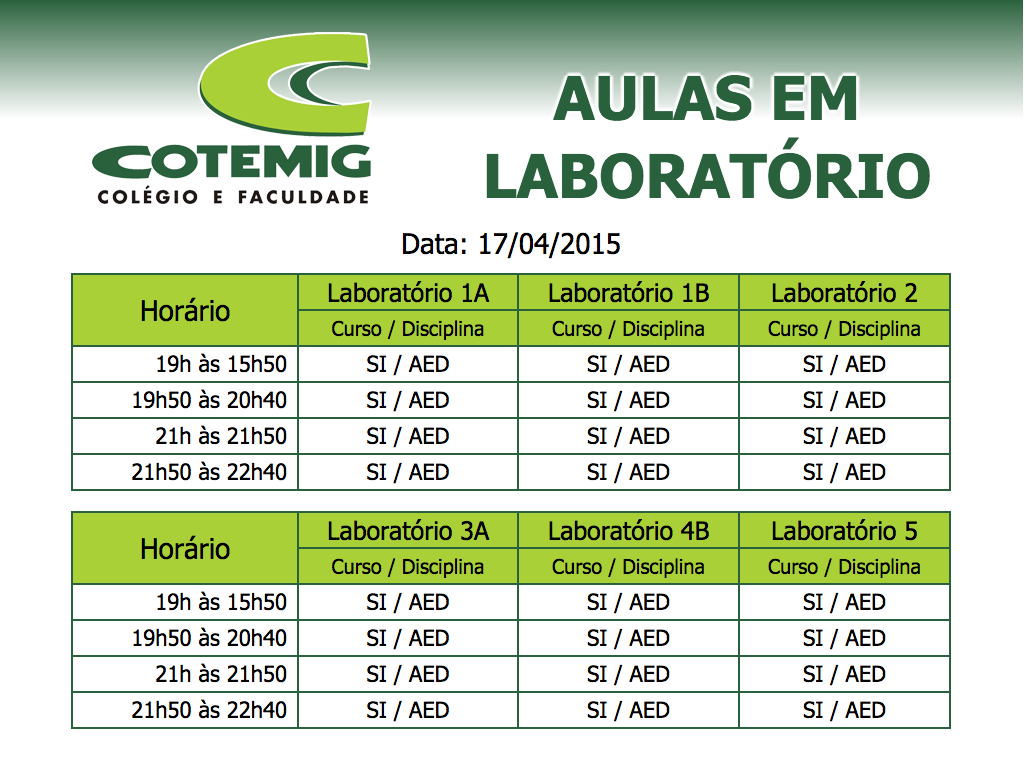 COTEMIG
COLÉGIO E FACULDADE
AULAS EM
LABORATÓRIO
Data: 17/04/2015
Horário Laboratório 1A Laboratório 1B Laboratório 2
Curso / Disciplina Curso / Disciplina Curso / Disciplina
19h às 15h50 SI / AED SI / AED SI / AED
19h50 às 20h40 SI / AED SI / AED SI / AED
21h às 21h50 SI / AED SI / AED SI / AED
21h50 às 22h40 SI / AED SI / AED SI / AED
Horário Laboratório 3A Laboratório 4B Laboratório 5
Curso / Disciplina Curso / Disciplina Curso / Disciplina
19h às 15h50 SI / AED SI / AED SI / AED
19h50 às 20h40 SI / AED SI / AED SI / AED
21h às 21h50 SI / AED SI / AED SI / AED
21h50 às 22h40 SI / AED SI / AED SI / AED